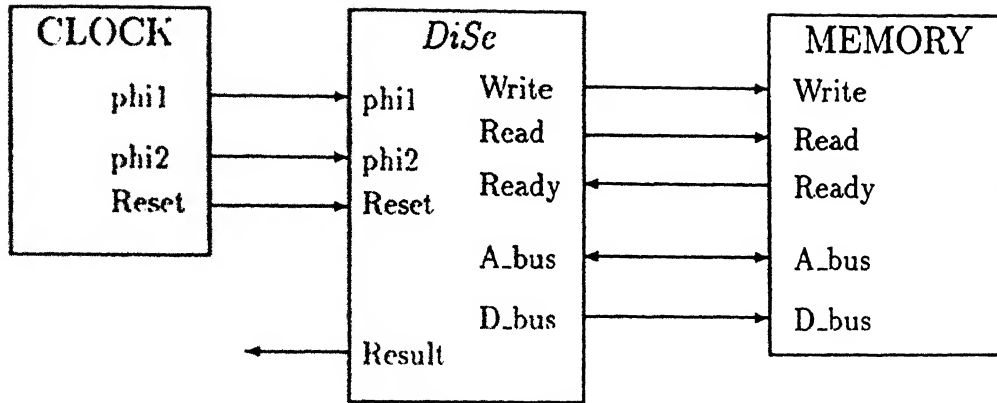 CLOCK
phi1
phi2
Reset
DiSc
phi1
phi2
Reset
Result
Write
Read
Ready
A_bus
D_bus
MEMORY
Write
Read
Ready
A_bus
D_bus